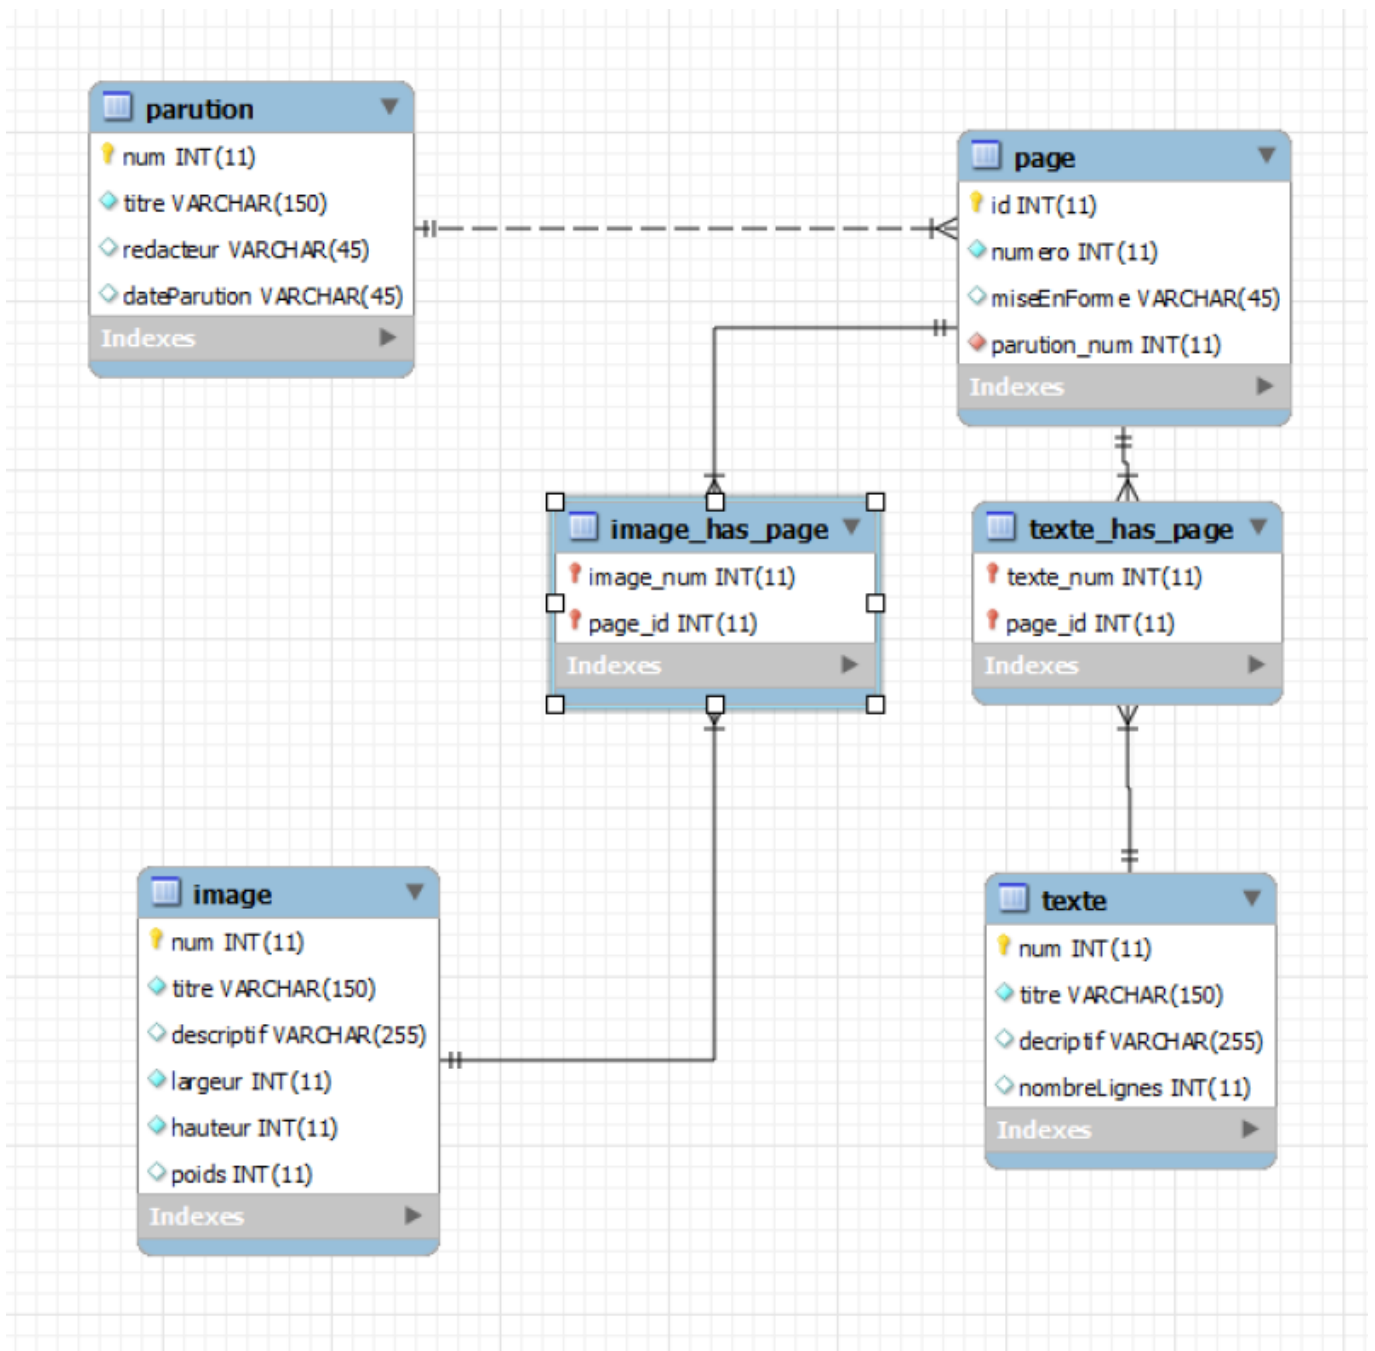 parution
num INT(11)
titre VARCHAR(150)
redacteur VARCHAR(45)
dateParution VARCHAR(45)
Indexes
page
id INT(11)
numero INT(11)
miseEnForme VARCHAR(45)
parution_num INT(11)
Indexes
image_has_page
image_num INT(11)
page_id INT(11)
Indexes
texte_has_page
texte_num INT(11)
page_id INT(11)
Indexes
image
num INT(11)
titre VARCHAR(150)
descriptif VARCHAR(255)
largeur INT(11)
hauteur INT(11)
poids INT(11)
Indexes
texte
num INT(11)
titre VARCHAR(150)
decriptif VARCHAR(255)
nombreLignes INT(11)
Indexes